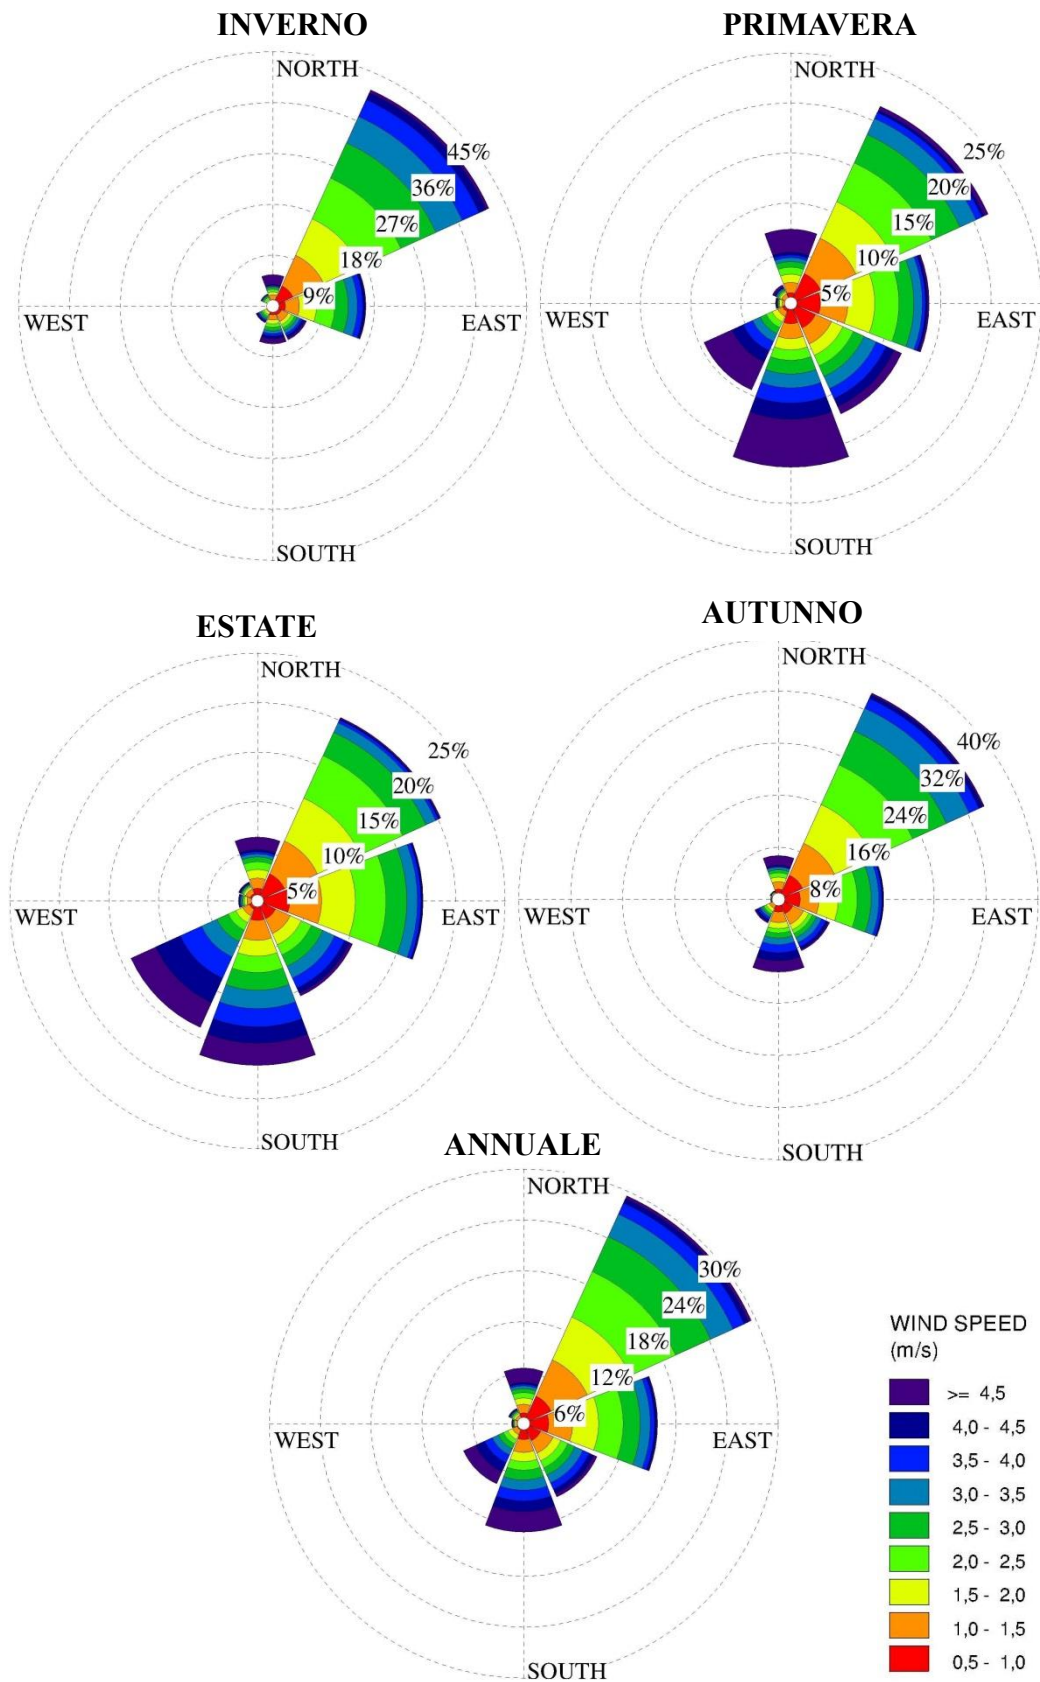 INVERNO
NORTH
45%
36%
27%
18%
9%
WEST
EAST
SOUTH
PRIMAVERA
NORTH
25%
20%
15%
10%
5%
WEST
EAST
SOUTH
ESTATE
NORTH
25%
20%
15%
10%
5%
WEST
EAST
SOUTH
AUTUNNO
NORTH
40%
32%
24%
16%
8%
WEST
EAST
SOUTH
ANNUALE
NORTH
30%
24%
18%
12%
6%
WEST
EAST
SOUTH
WIND SPEED
(m/s)
>= 4,5
4,0 - 4,5
3,5 - 4,0
3,0 - 3,5
2,5 - 3,0
2,0 - 2,5
1,5 - 2,0
1,0 - 1,5
0,5 - 1,0